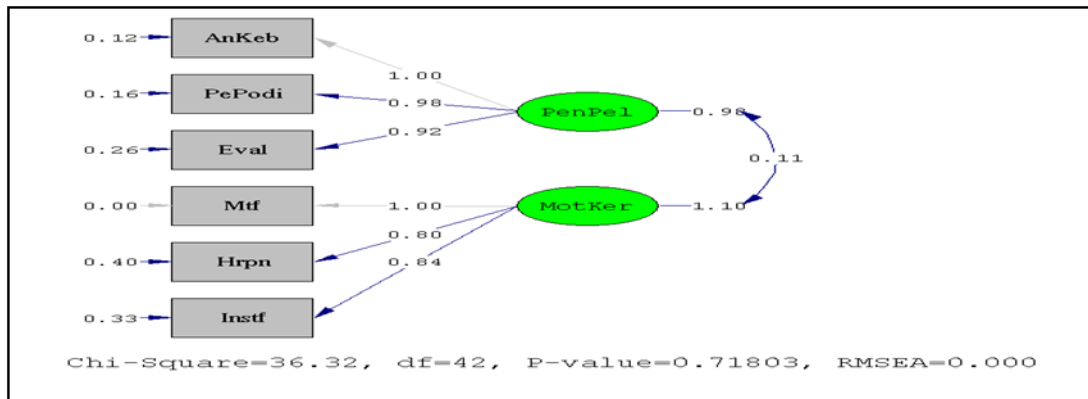 0.12 AnKeb
1.00
0.16 PePodi 0.98 PenPel 0.98
0.26 Eval 0.92
0.11
0.00 Mtf 1.00 MotKer 1.10
0.80
0.40 Hrpn 0.84
0.33 Instf
Chi-Square=36.32, df=42, P-value=0.71803, RMSEA=0.000